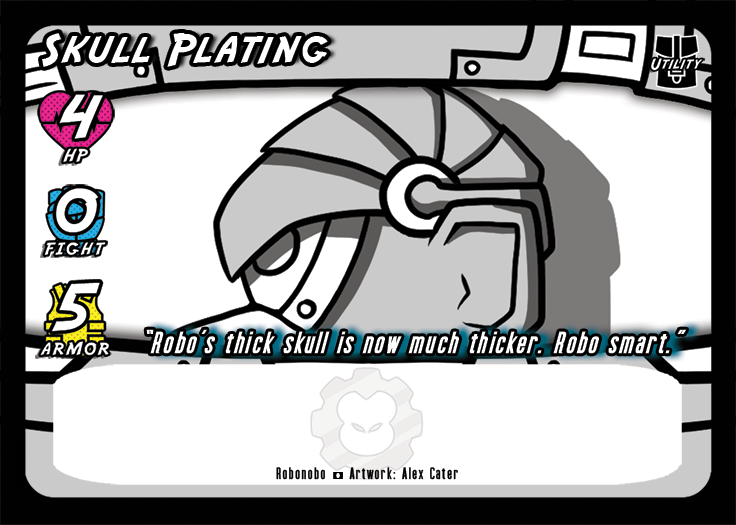 Skull Plating
Utility
4
HP
0
Fight
5
Armor
"Robo's thick skull is now much thicker. Robo smart."
Robonobo Artwork: Alex Cater